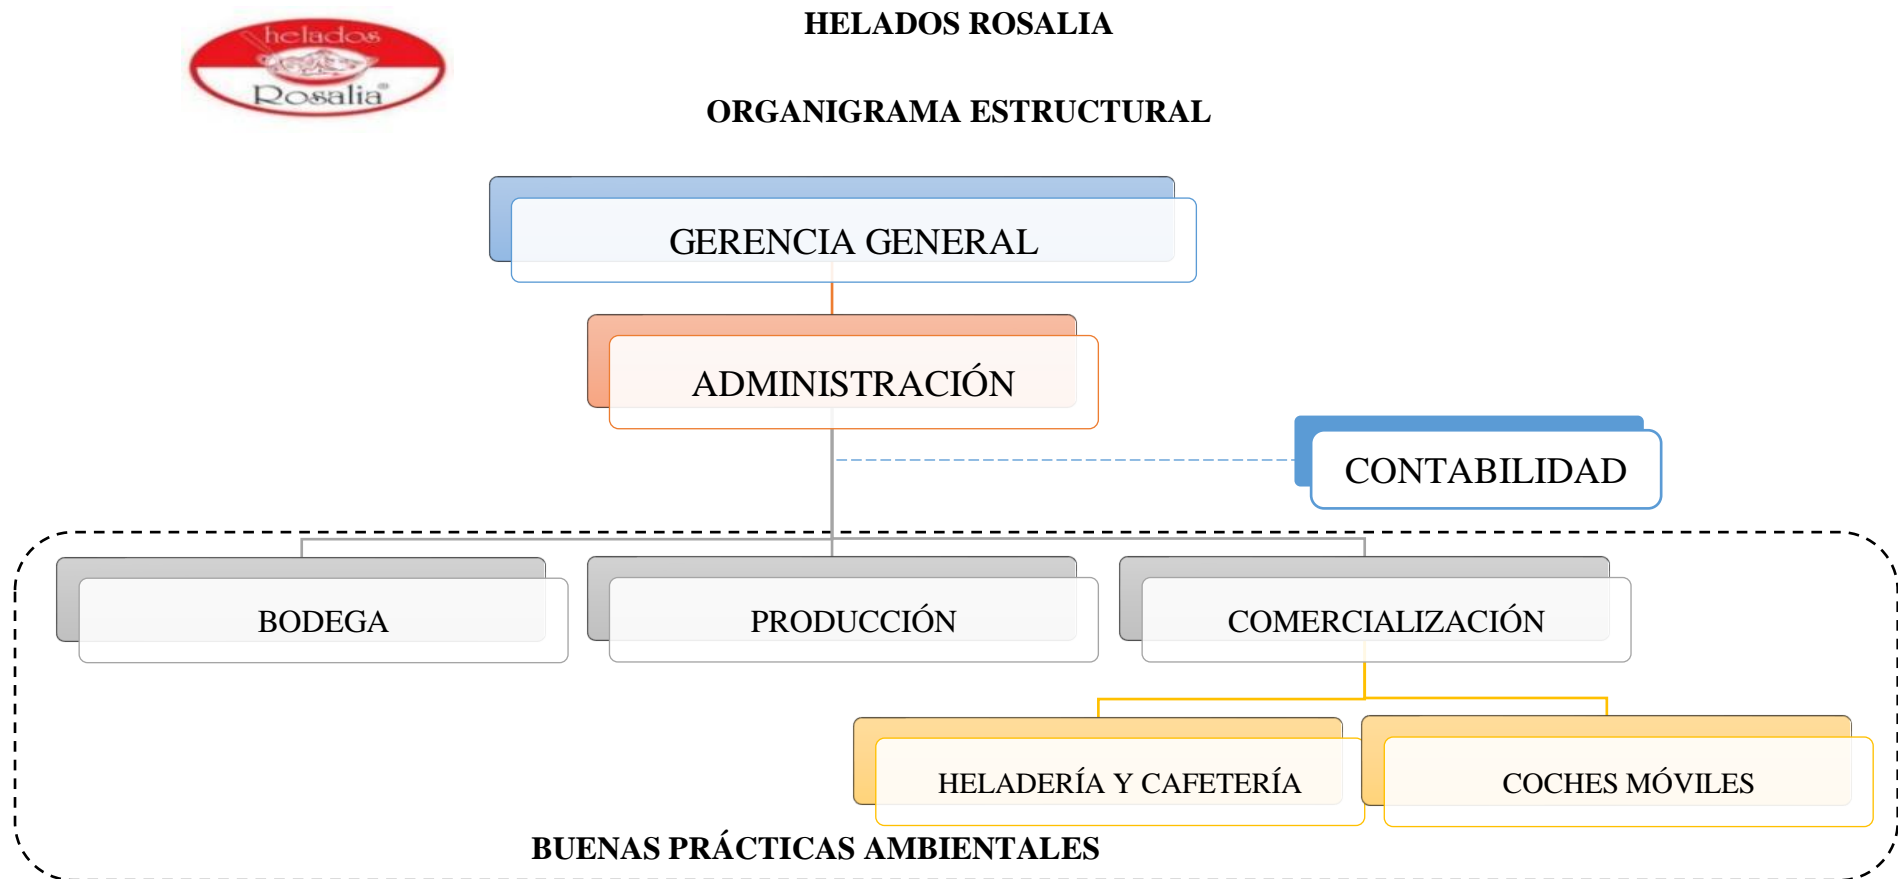 helados
Rosalia®
HELADOS ROSALIA
ORGANIGRAMA ESTRUCTURAL
GERENCIA GENERAL
ADMINISTRACIÓN
CONTABILIDAD
BODEGA
PRODUCCIÓN
COMERCIALIZACIÓN
HELADERÍA Y CAFETERÍA
COCHES MÓVILES
BUENAS PRÁCTICAS AMBIENTALES